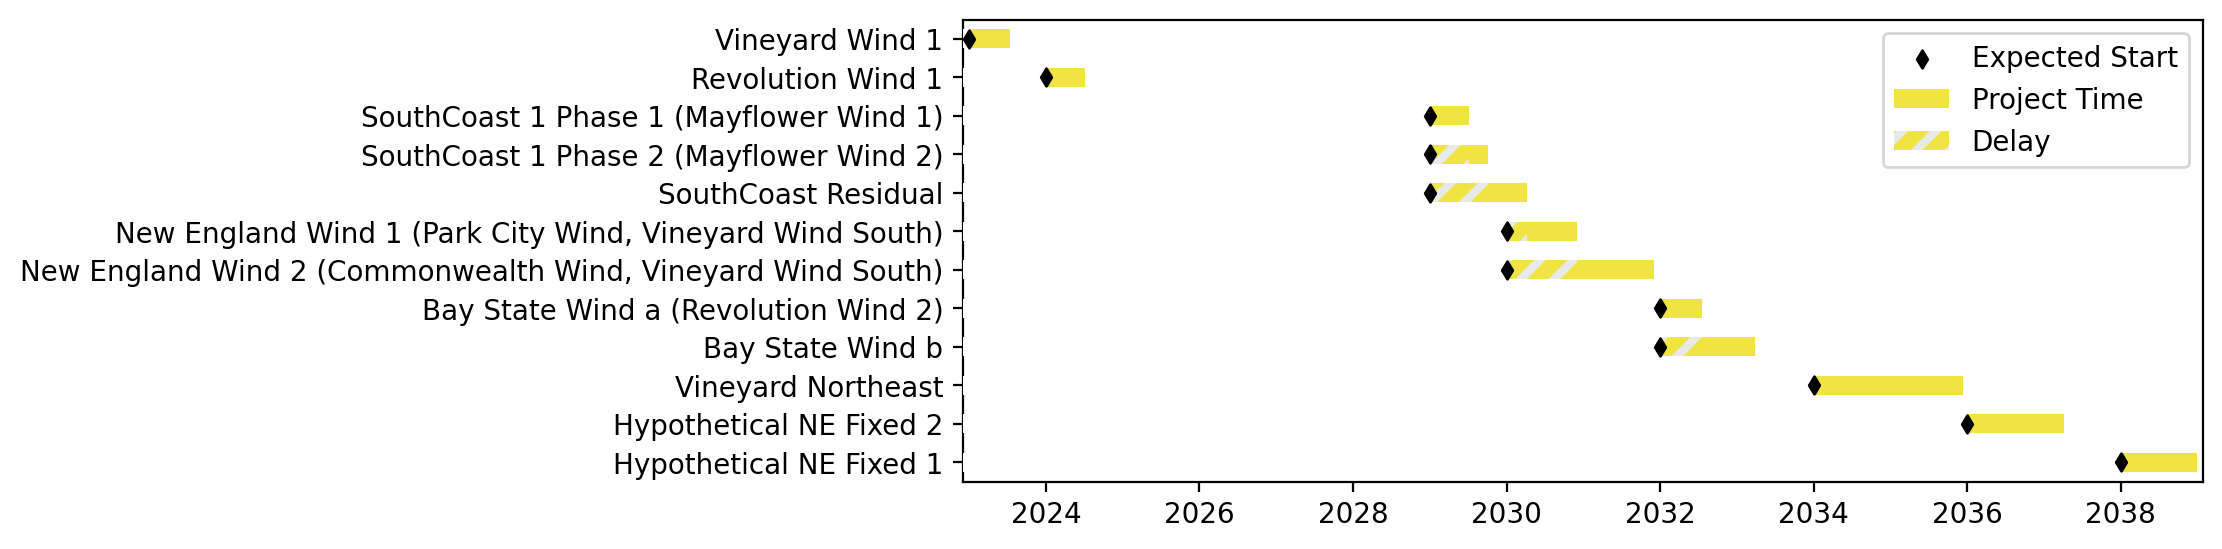 Vineyard Wind 1
Revolution Wind 1
SouthCoast 1 Phase 1 (Mayflower Wind 1)
SouthCoast 1 Phase 2 (Mayflower Wind 2)
SouthCoast Residual
New England Wind 1 (Park City Wind, Vineyard Wind South)
New England Wind 2 (Commonwealth Wind, Vineyard Wind South)
Bay State Wind a (Revolution Wind 2)
Bay State Wind b
Vineyard Northeast
Hypothetical NE Fixed 2
Hypothetical NE Fixed 1
Expected Start
Project Time
Delay
2024 2026 2028 2030 2032 2034 2036 2038